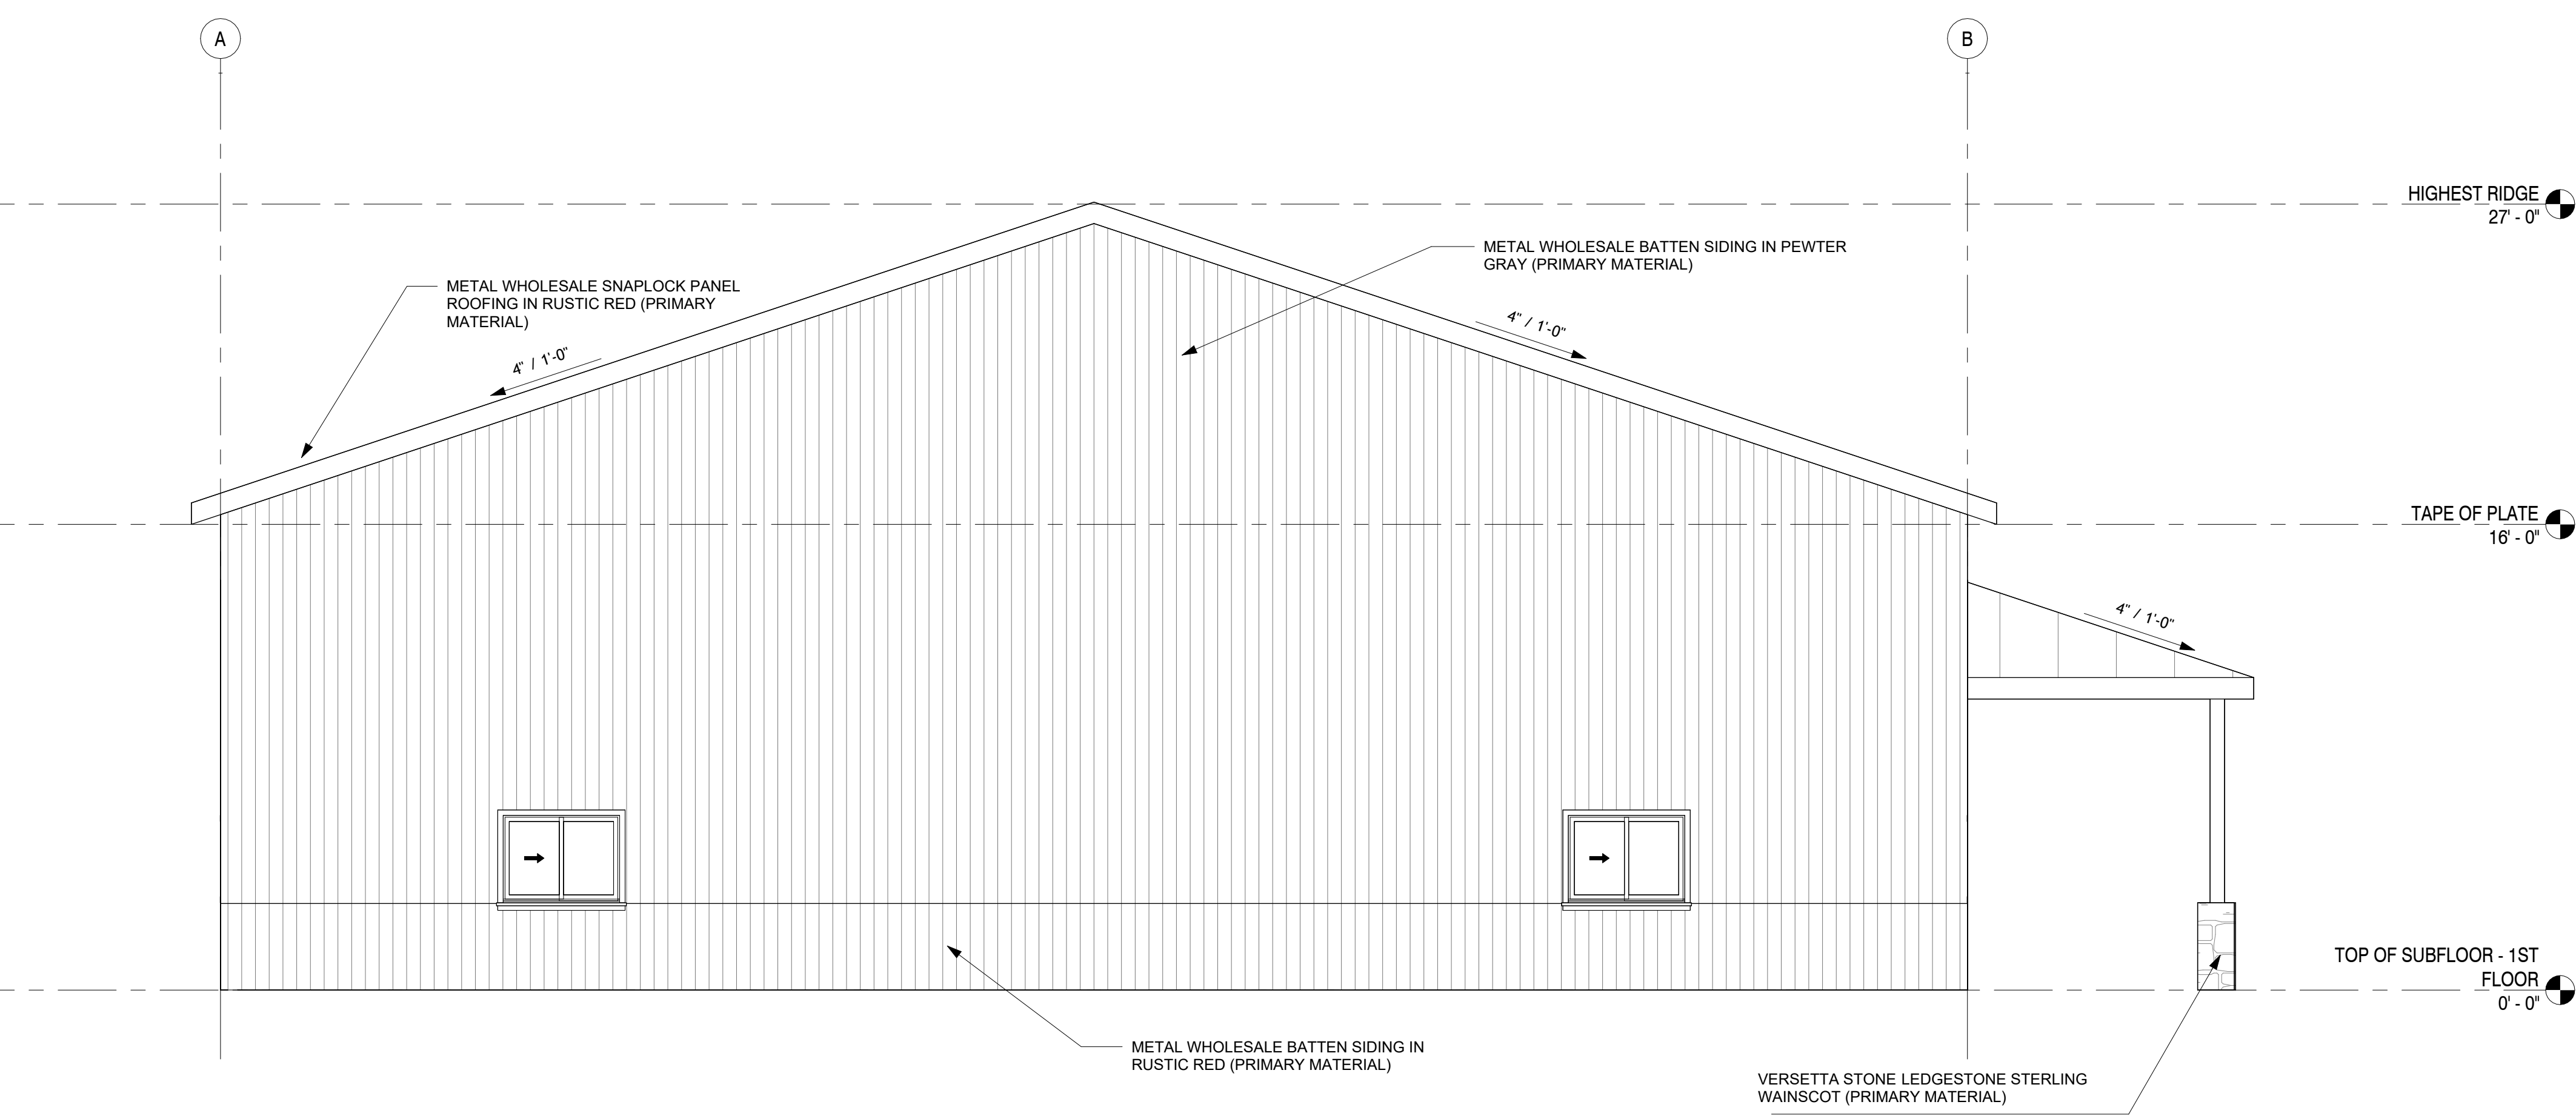 A
B
HIGHEST RIDGE
27' - 0"
METAL WHOLESALE BATTEN SIDING IN PEWTER
GRAY (PRIMARY MATERIAL)
METAL WHOLESALE SNAPLOCK PANEL
ROOFING IN RUSTIC RED (PRIMARY
MATERIAL)
4" / 1'-0"
4" / 1'-0"
TAPE OF PLATE
16' - 0"
4" / 1'-0"
TOP OF SUBFLOOR - 1ST
FLOOR
0' - 0"
METAL WHOLESALE BATTEN SIDING IN
RUSTIC RED (PRIMARY MATERIAL)
VERSETTA STONE LEDGESTONE STERLING
WAINSCOT (PRIMARY MATERIAL)